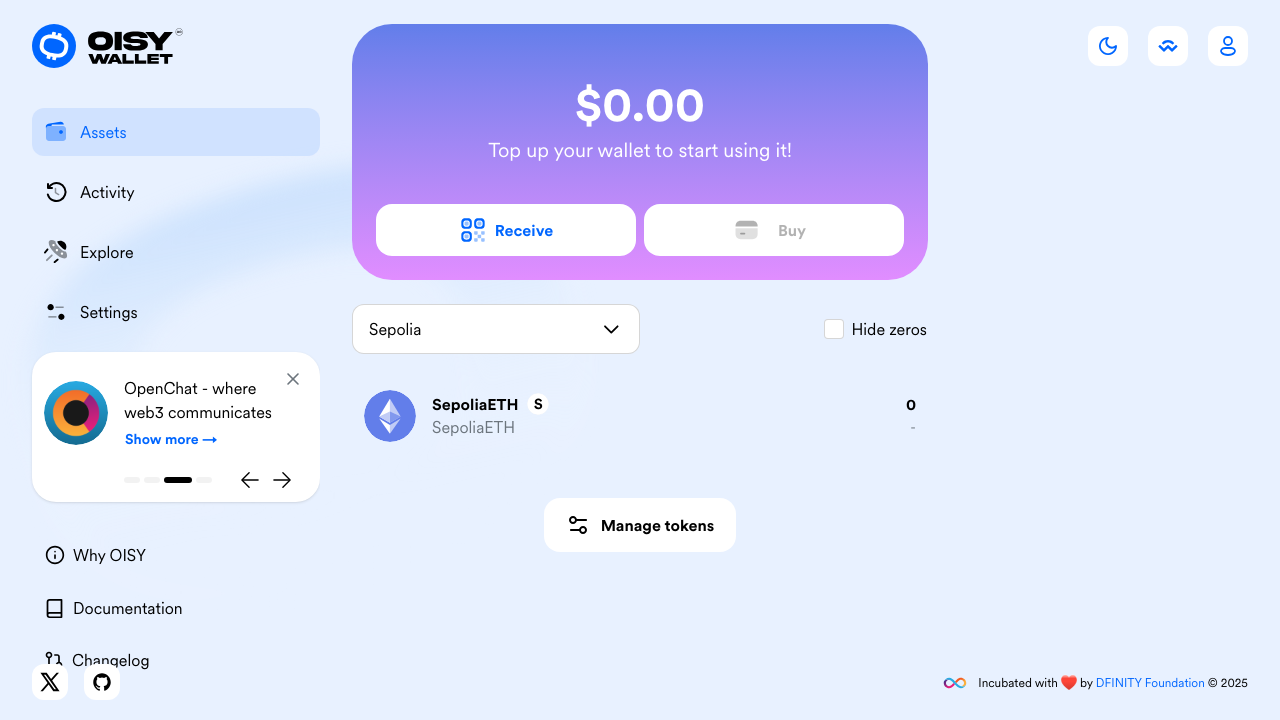 OISY
WALLET
Assets
Activity
Explore
Settings
OpenChat - where
web3 communicates
Show more →
Why OISY
Documentation
Changelog
$0.00
Top up your wallet to start using it!
Receive
Buy
Sepolia
Hide zeros
SepoliaETH S
SepoliaETH
0
-
Manage tokens
Incubated with ❤️ by DFINITY Foundation © 2025